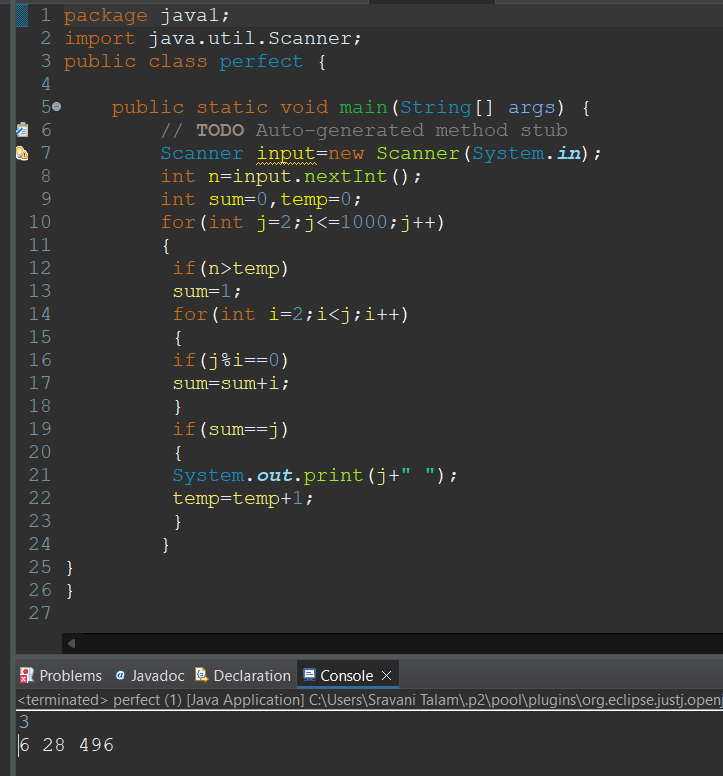 1 package java1;
2 import java.util.Scanner;
3 public class perfect {
4
5 public static void main(String[] args) {
6 // TODO Auto-generated method stub
7 Scanner input=new Scanner(System.in);
8 int n=input.nextInt();
9 int sum=0,temp=0;
10 for(int j=2;j<=1000;j++)
11 {
12 if(n>temp)
13 sum=1;
14 for(int i=2;i<j;i++)
15 {
16 if(j%i==0)
17 sum=sum+i;
18 }
19 if(sum==j)
20 {
21 System.out.print(j+" ");
22 temp=temp+1;
23 }
24 }
25 }
26 }
27
Problems @ Javadoc Declaration Console
<terminated> perfect (1) [Java Application] C:\Users\Sravani Talam\.p2\pool\plugins\org.eclipse.justj.openj
3
6 28 496